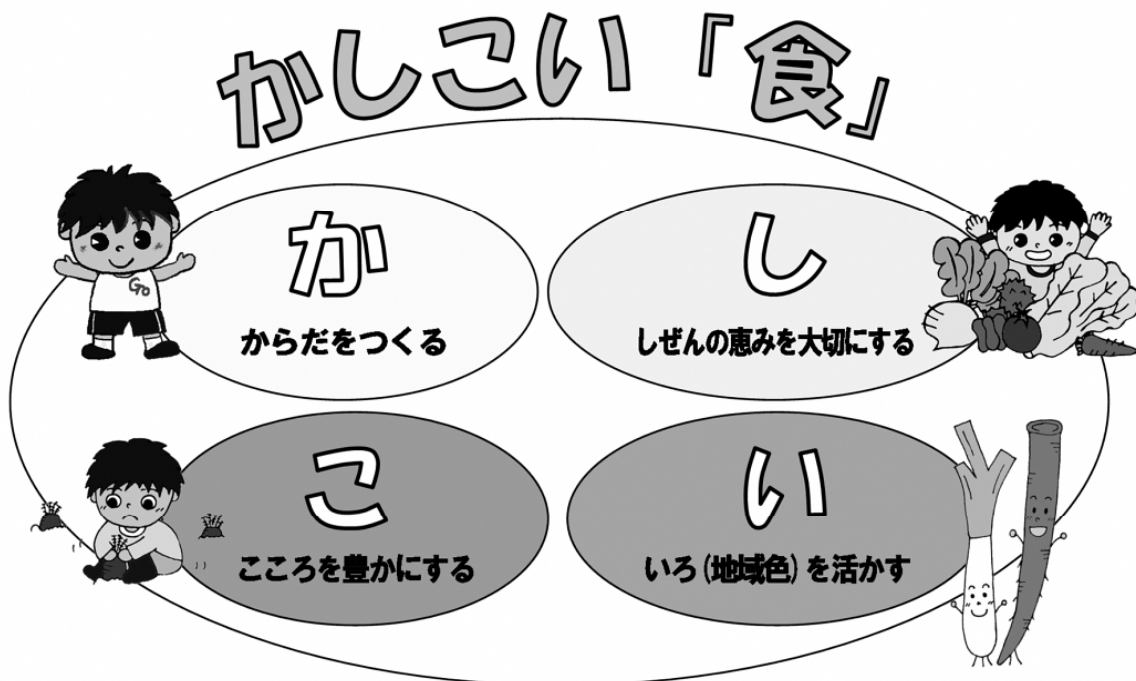 かしこい「食」
か
からだをつくる
し
しぜんの恵みを大切にする
こ
こころを豊かにする
い
いろ(地域色)を活かす
Go